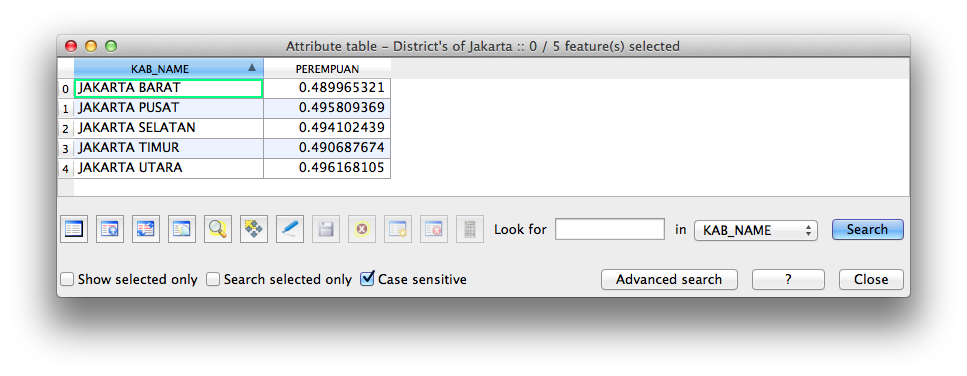 Attribute table – District's of Jakarta :: 0 / 5 feature(s) selected
KAB_NAME PEREMPUAN
0 JAKARTA BARAT 0.489965321
1 JAKARTA PUSAT 0.495809369
2 JAKARTA SELATAN 0.494102439
3 JAKARTA TIMUR 0.490687674
4 JAKARTA UTARA 0.496168105
Look for in KAB_NAME Search
Show selected only Search selected only Case sensitive Advanced search ? Close